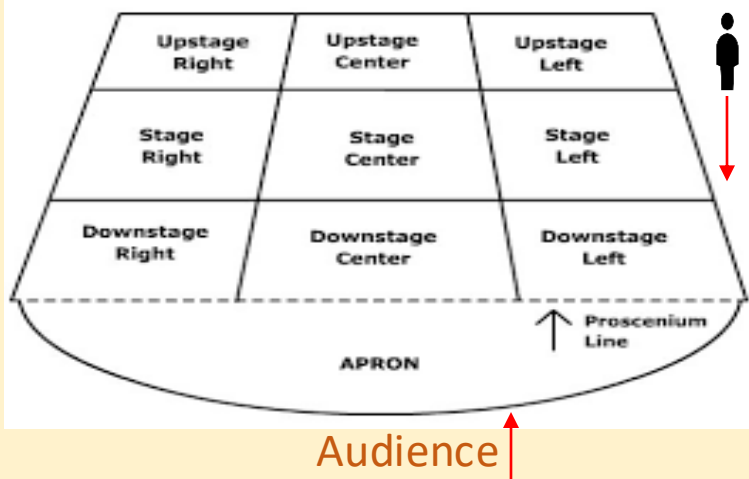 Upstage
Right
Upstage
Center
Upstage
Left
Stage
Right
Stage
Center
Stage
Left
Downstage
Right
Downstage
Center
Downstage
Left
Proscenium
Line
APRON
Audience